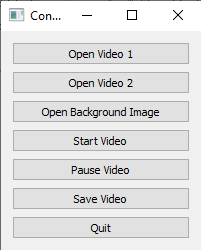 Con...
Open Video 1
Open Video 2
Open Background Image
Start Video
Pause Video
Save Video
Quit